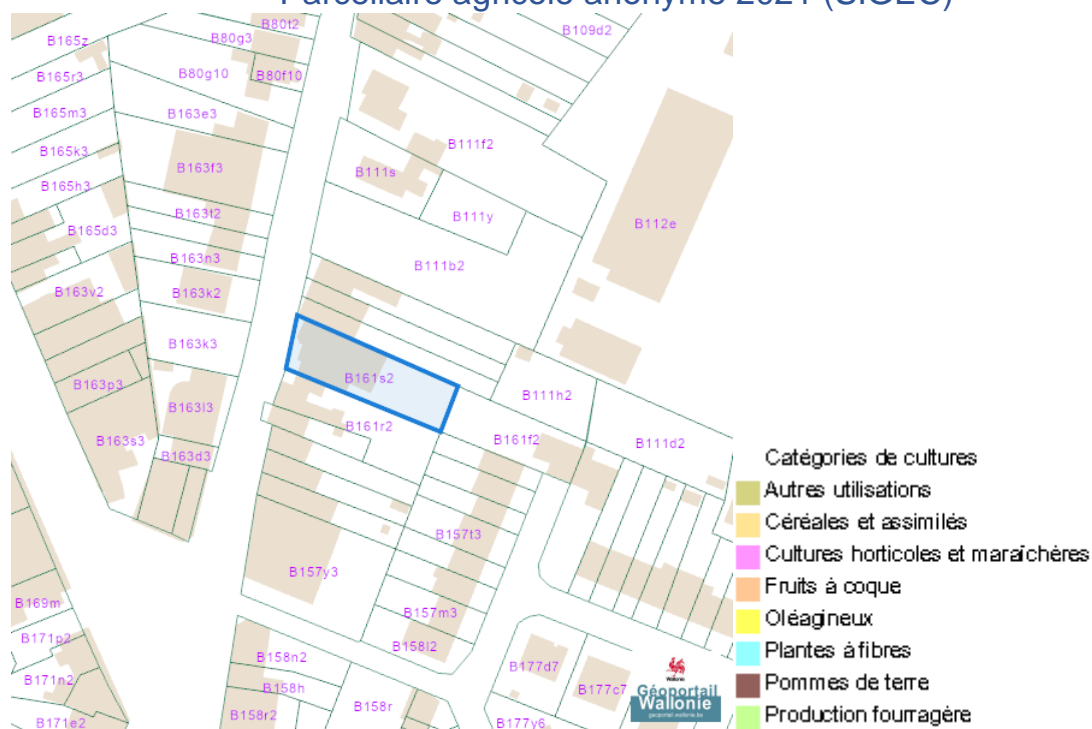 Parcellaire agricole anonyme 2021 (SIGEC)
B80t2
B109d2
B165z
B80g3
B165r3
B80g10
B80f10
B165m3
B163e3
B165k3
B111f2
B163f3
B111s
B165h3
B163t2
B111y
B165d3
B112e
B163n3
B111b2
B163v2
B163k2
B163k3
B161s2
B163p3
B111h2
B163l3
B161r2
B161f2
B163s3
B111d2
B163d3
B157t3
B157y3
B169m
B157m3
B171p2
B158l2
B158n2
B177d7
B171n2
B158h
B177c7
B158r
B158r2
B171e2
B177y6
Wallonie
Géoportail
Wallonie
geoportail.wallonie.be
Catégories de cultures
Autres utilisations
Céréales et assimilés
Cultures horticoles et maraîchères
Fruits à coque
Oléagineux
Plantes à fibres
Pommes de terre
Production fourragère